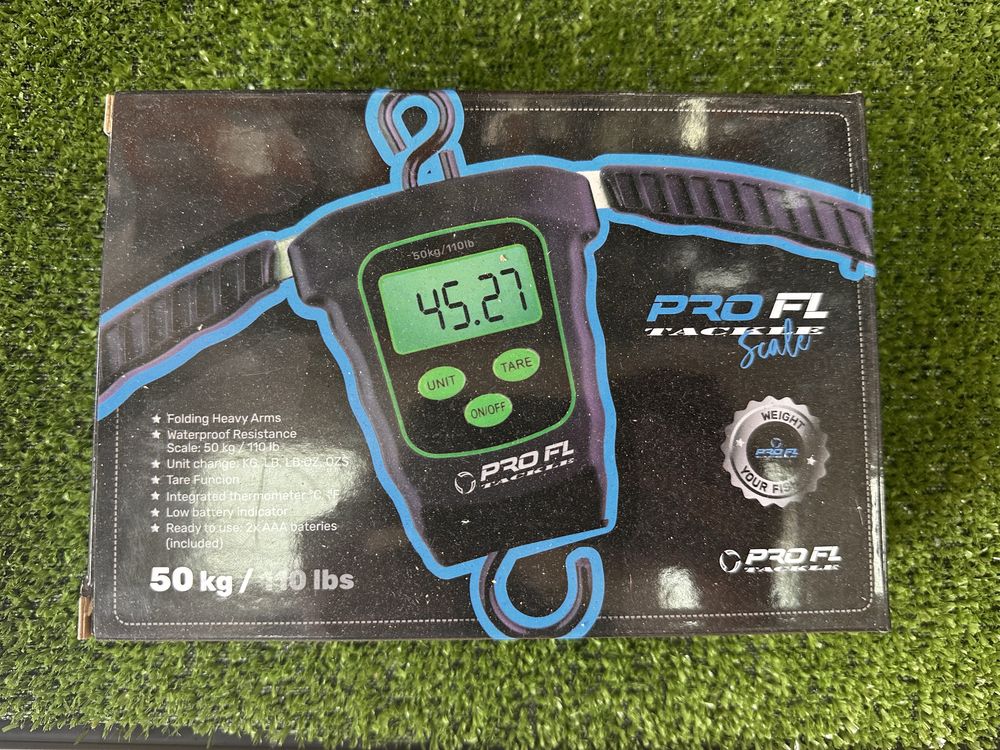 50kg/110lb
45.27
UNIT
TARE
ON/OFF
PRO FL
TACKLE
PRO FL
TACKLE
Scale
WEIGHT
PRO FL
YOUR FISH
★ Folding Heavy Arms
★ Waterproof Resistance
Scale: 50 kg / 110 lb
★ Unit change: KG, LB, LB:OZ, OZS
★ Tare Funcion
★ Integrated thermometer °C, °F
★ Low battery indicator
★ Ready to use: 2x AAA bateries
(included)
50 kg / 110 lbs
PRO FL
TACKLE